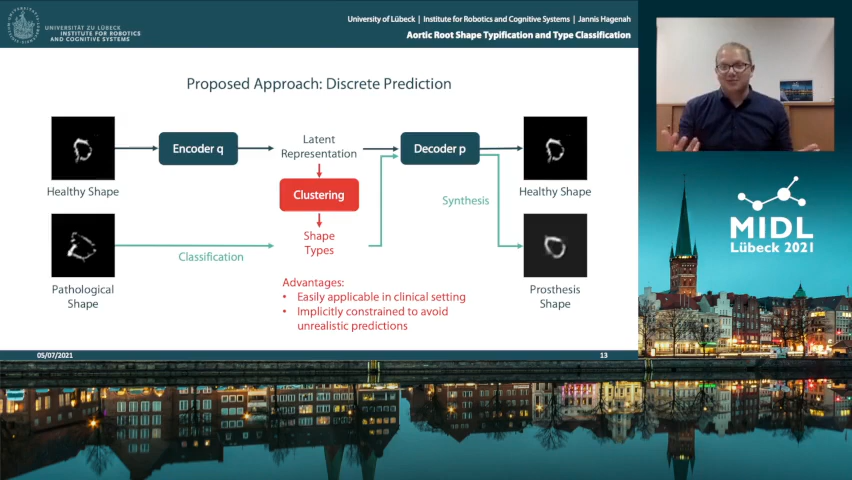 UNIVERSITÄT ZU LÜBECK
INSTITUTE FOR ROBOTICS
AND COGNITIVE SYSTEMS
University of Lübeck | Institute for Robotics and Cognitive Systems | Jannis Hagenah
Aortic Root Shape Typification and Type Classification
Proposed Approach: Discrete Prediction
Encoder q
Latent
Representation
Decoder p
Healthy Shape
Clustering
Healthy Shape
Synthesis
Shape
Types
Classification
Pathological
Shape
Prosthesis
Shape
Advantages:
• Easily applicable in clinical setting
• Implicitly constrained to avoid
unrealistic predictions
05/07/2021
13
MIDL
Lübeck 2021